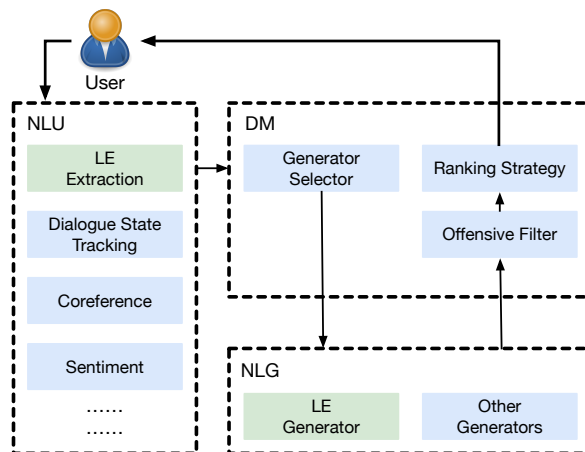 User
NLU
LE
Extraction
Dialogue State
Tracking
Coreference
Sentiment
......
......
DM
Generator
Selector
Ranking Strategy
Offensive Filter
NLG
LE
Generator
Other
Generators